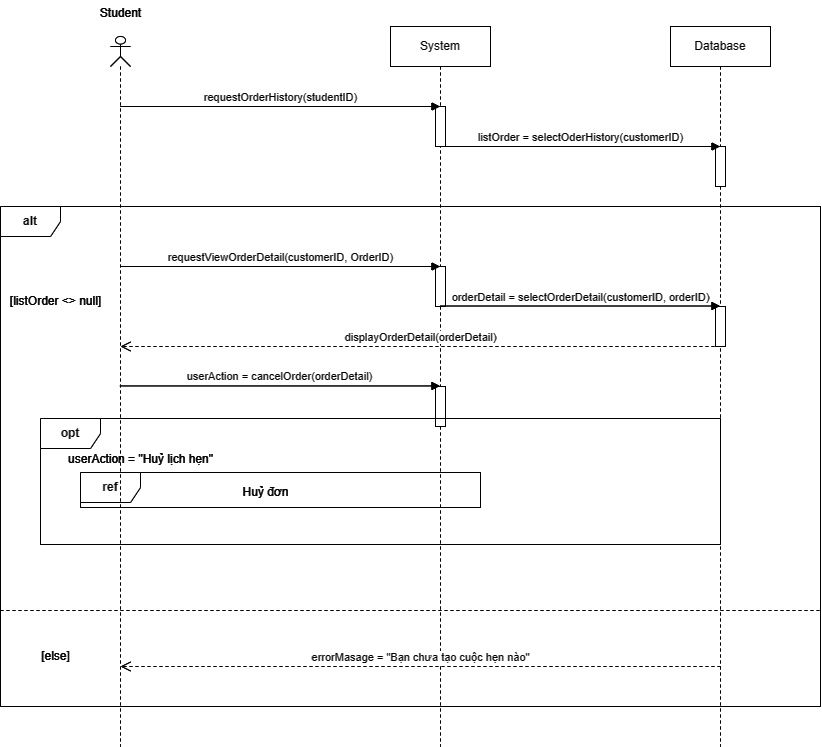 Student
System
Database
requestOrderHistory(studentID)
listOrder = selectOderHistory(customerID)
alt
requestViewOrderDetail(customerID, OrderID)
[listOrder <> null]
orderDetail = selectOrderDetail(customerID, orderID)
displayOrderDetail(orderDetail)
userAction = cancelOrder(orderDetail)
opt
userAction = "Huỷ lịch hẹn"
ref
Huỷ đơn
[else]
errorMasage = "Bạn chưa tạo cuộc hẹn nào"